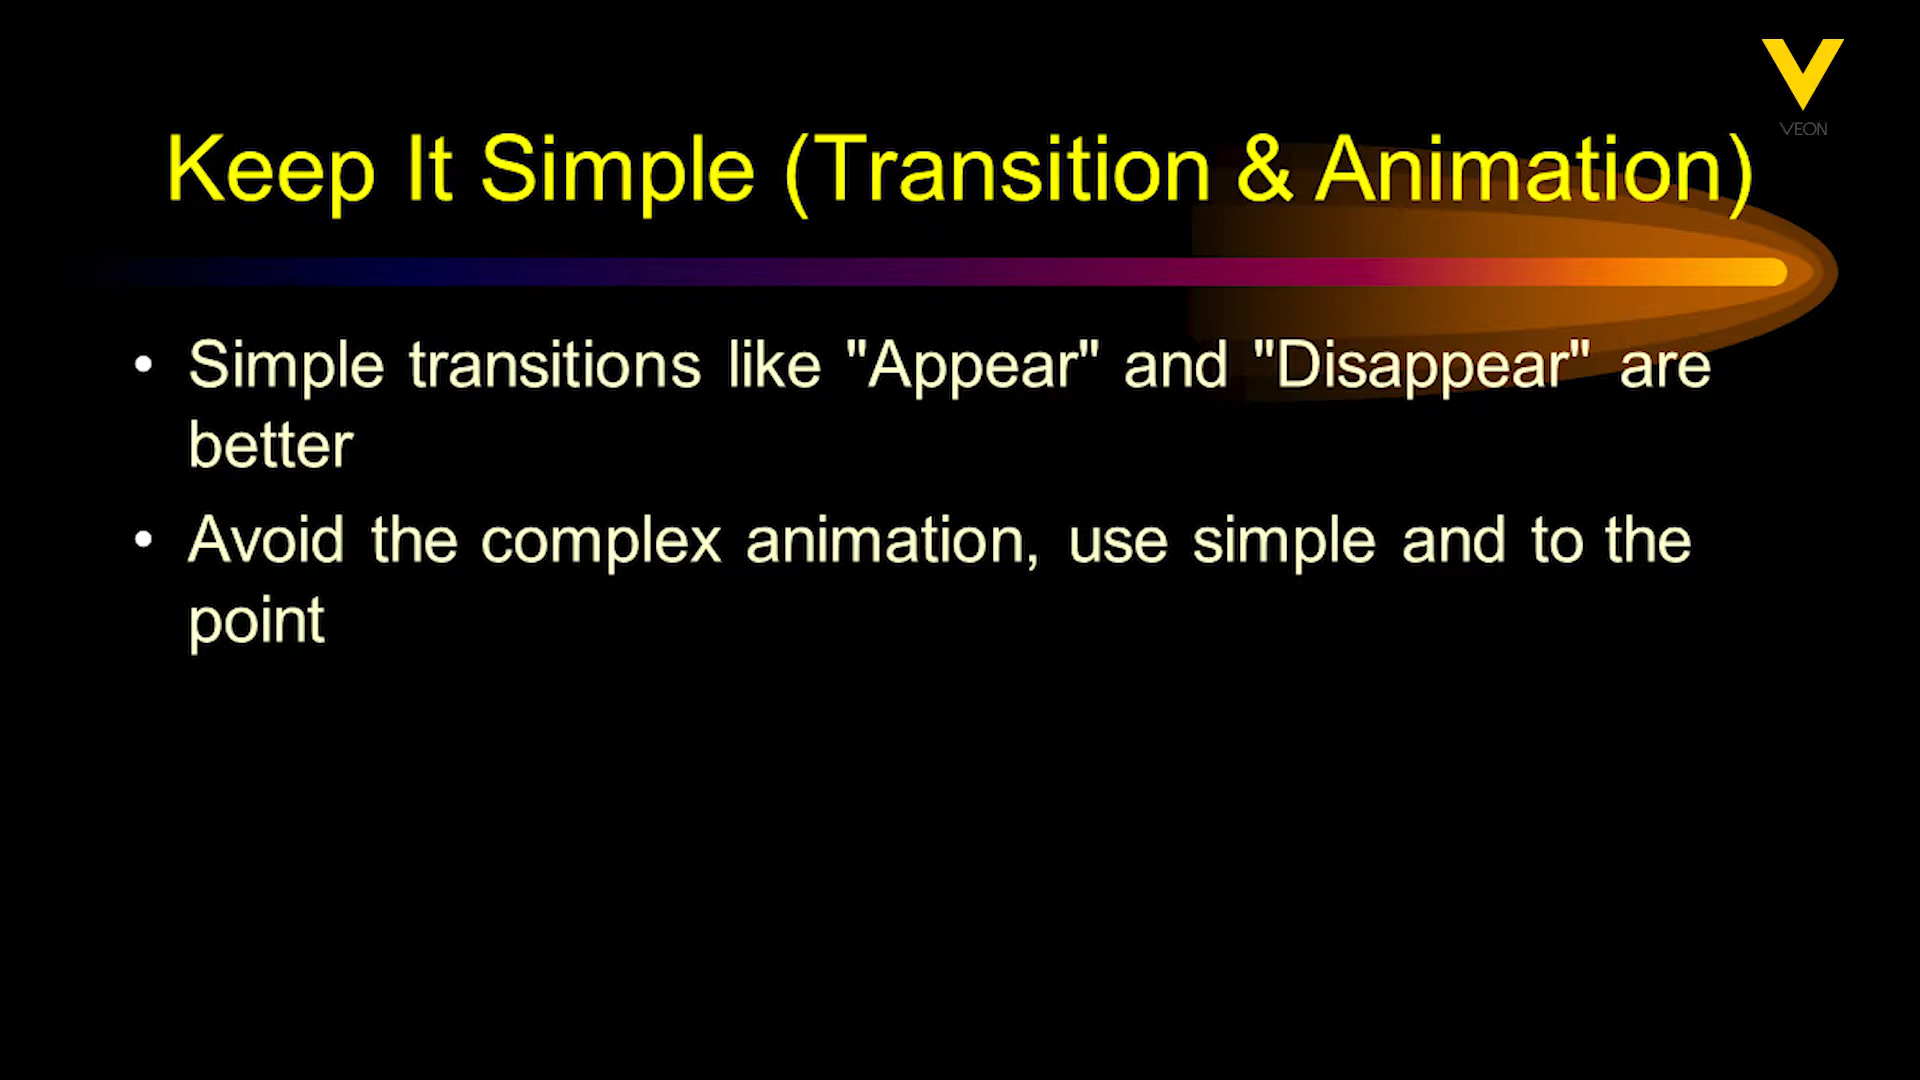 VEON
Keep It Simple (Transition & Animation)
• Simple transitions like "Appear" and "Disappear" are
better
• Avoid the complex animation, use simple and to the
point